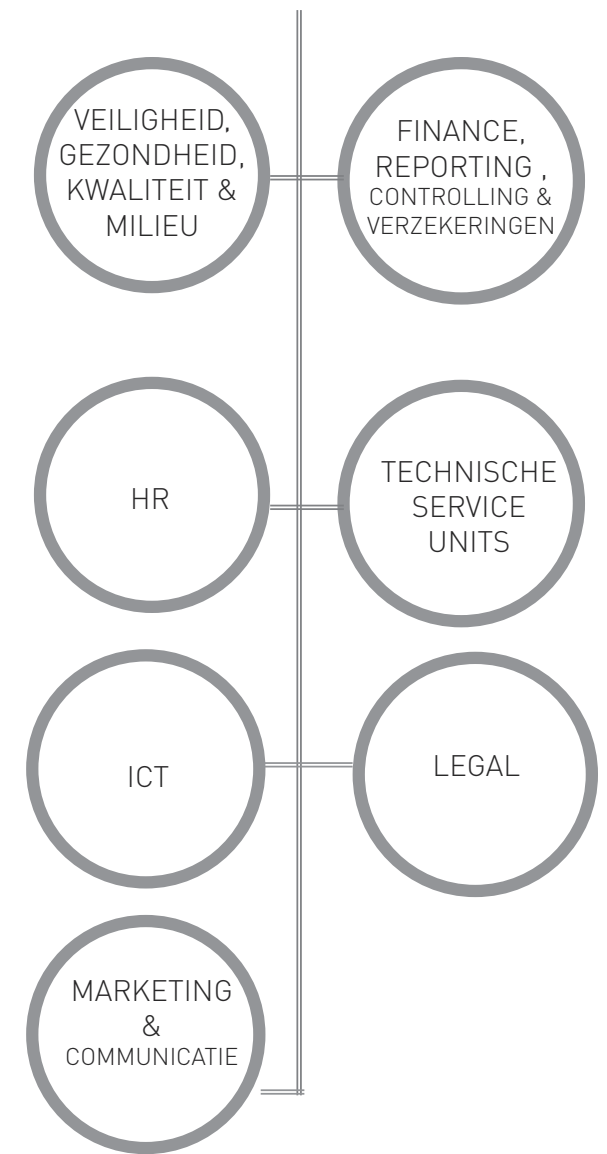 VEILIGHEID,
GEZONDHEID,
KWALITEIT &
MILIEU
FINANCE,
REPORTING ,
CONTROLLING &
VERZEKERINGEN
HR
TECHNISCHE
SERVICE
UNITS
ICT
LEGAL
MARKETING
&
COMMUNICATIE